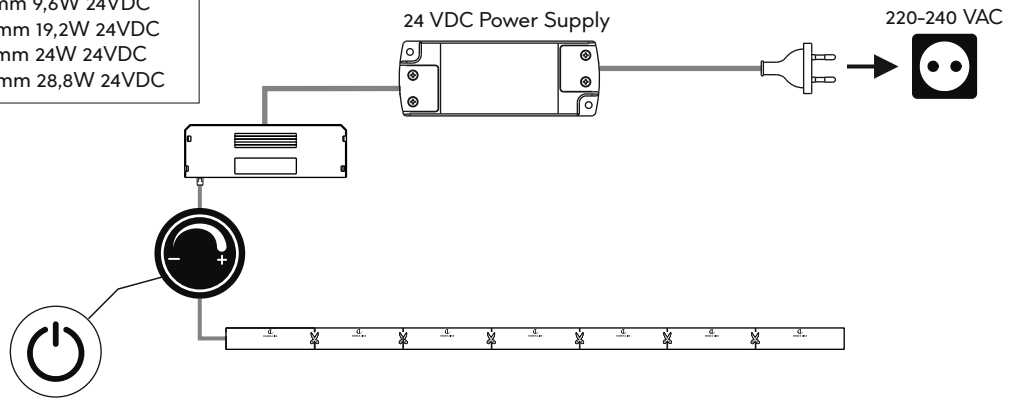 mm 9,6W 24VDC
mm 19,2W 24VDC
mm 24W 24VDC
mm 28,8W 24VDC
24 VDC Power Supply
220-240 VAC
- +